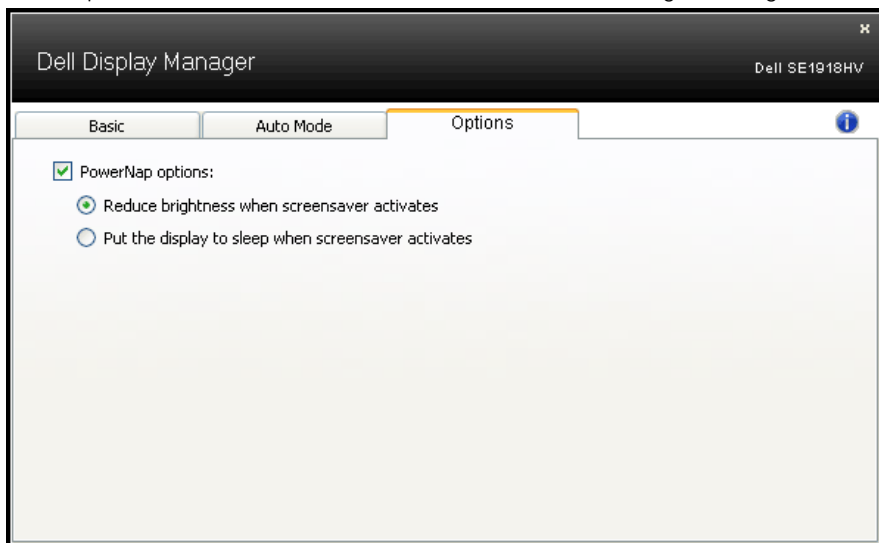 x
Dell Display Manager
Dell SE1918HV
Basic
Auto Mode
Options
i
PowerNap options:
Reduce brightness when screensaver activates
Put the display to sleep when screensaver activates